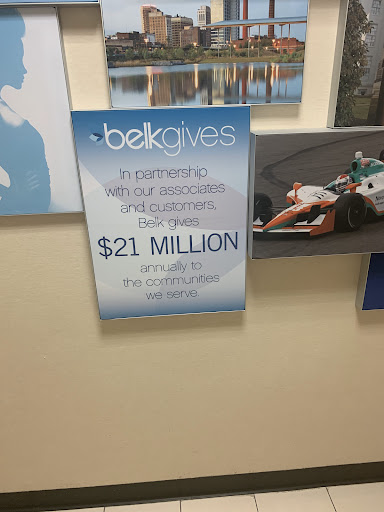 belkgives
In partnership
with our associates
and customers,
Belk gives
$21 MILLION
annually to
the communities
we serve.